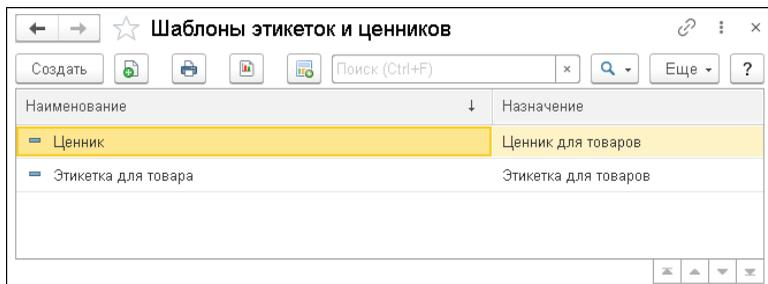 Шаблоны этикеток и ценников
Создать Поиск (Ctrl+F) × Еще ?
Наименование ↓ Назначение
Ценник Ценник для товаров
Этикетка для товара Этикетка для товаров